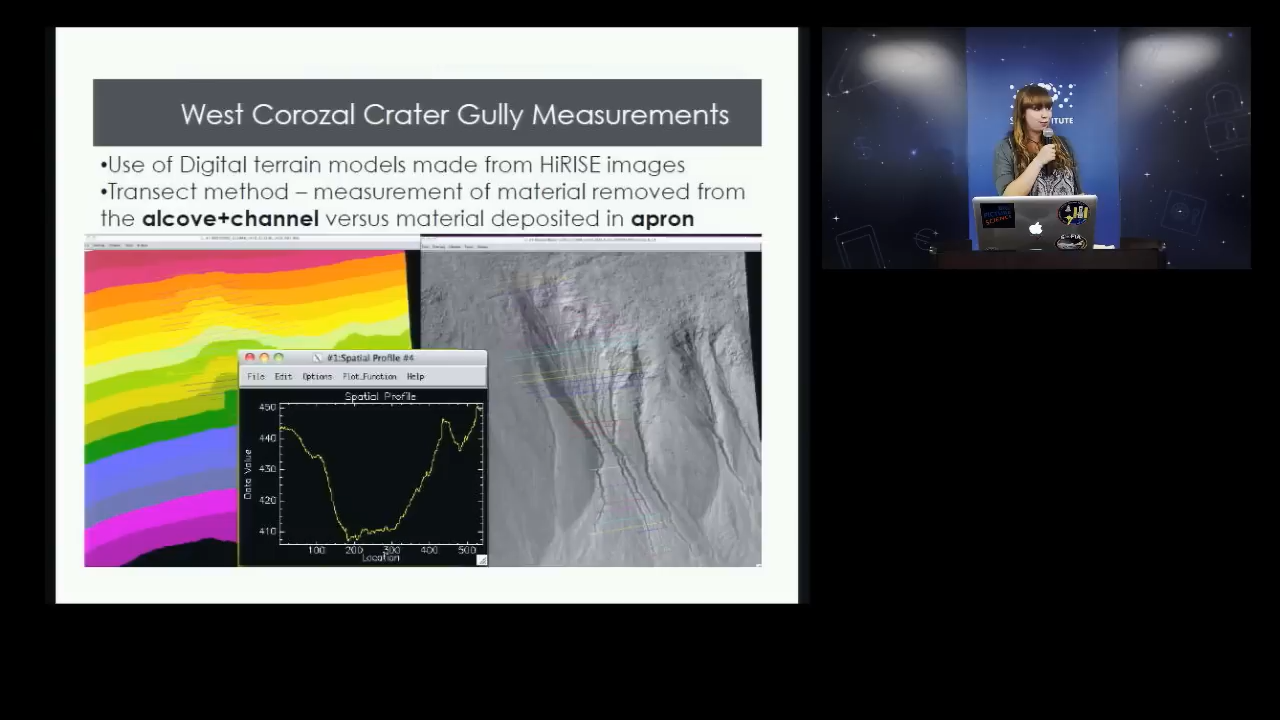 West Corozal Crater Gully Measurements
•Use of Digital terrain models made from HiRISE images
•Transect method – measurement of material removed from
the alcove+channel versus material deposited in apron
#1:Spatial Profile #4
File Edit Options Plot_Function Help
Spatial Profile
Data Value
450
440
430
420
410
100 200 300 400 500
Location
INSTITUTE
SCIENCE